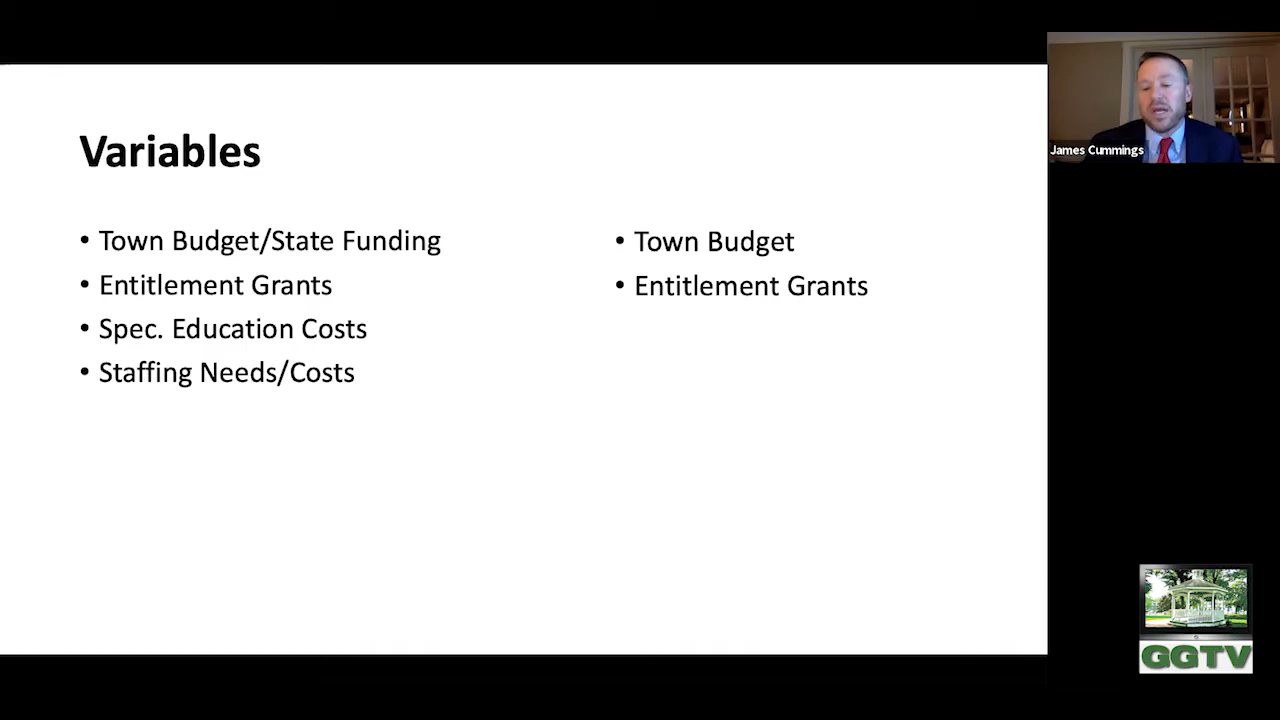 Variables
• Town Budget/State Funding
• Entitlement Grants
• Spec. Education Costs
• Staffing Needs/Costs
• Town Budget
• Entitlement Grants
James Cummings
GGTV